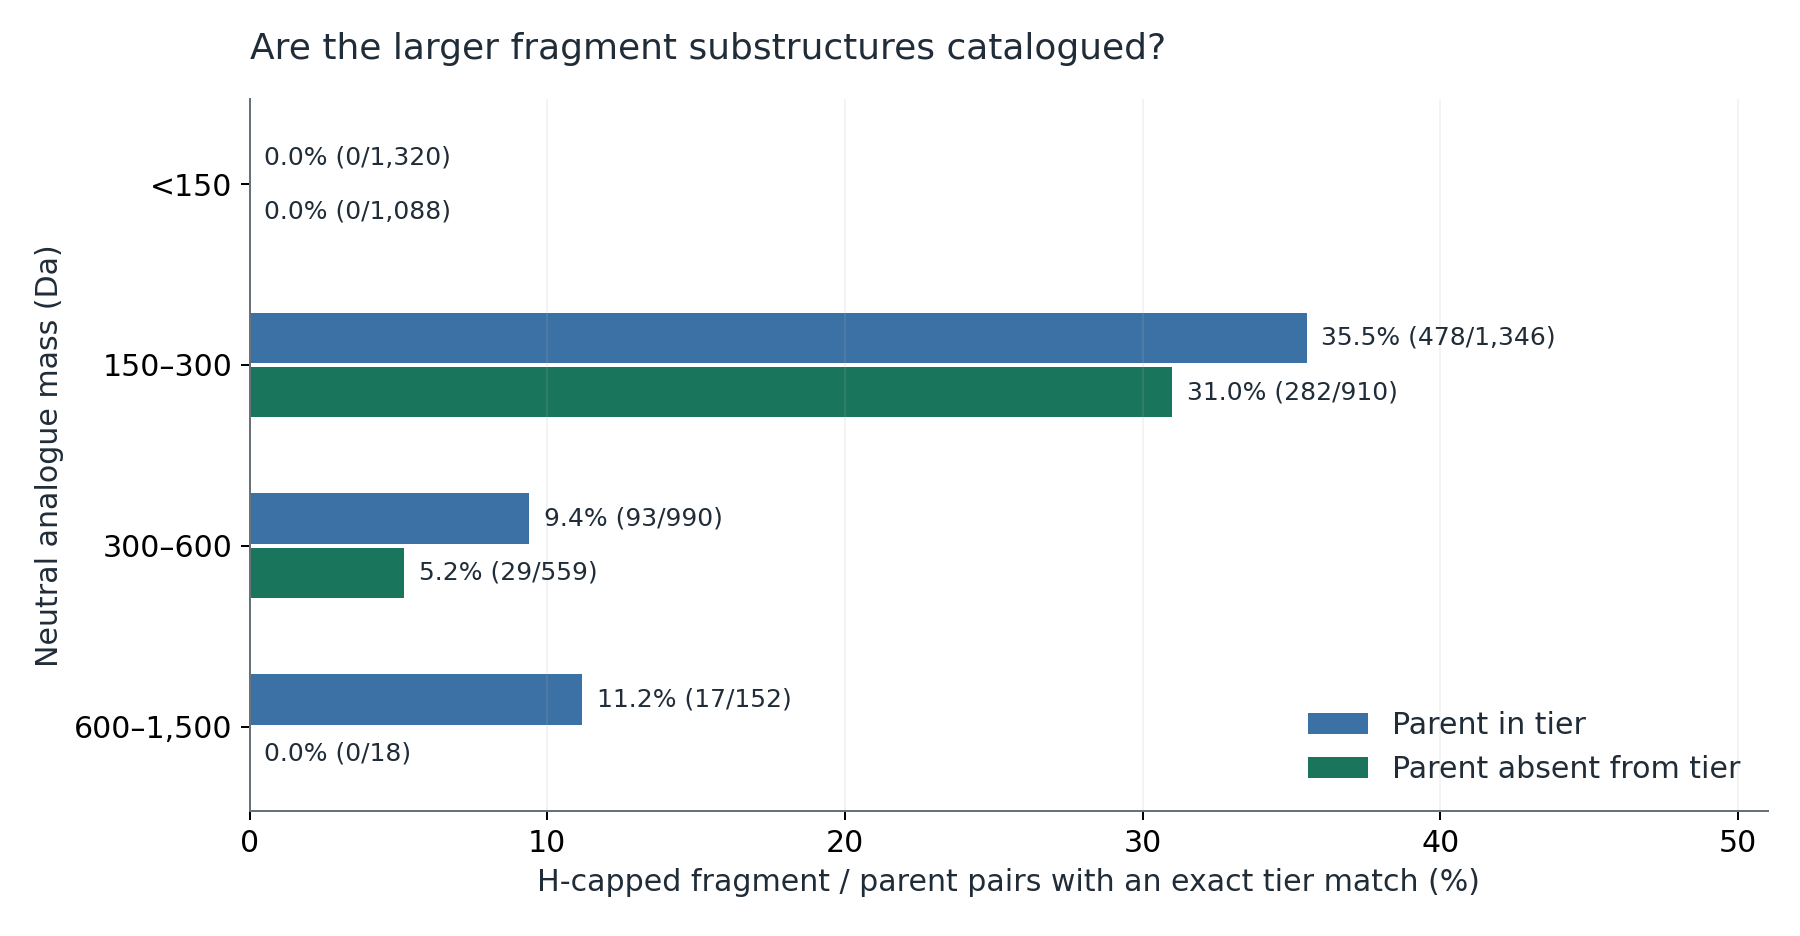 Are the larger fragment substructures catalogued?
Neutral analogue mass (Da)
<150
0.0% (0/1,320)
0.0% (0/1,088)
150–300
35.5% (478/1,346)
31.0% (282/910)
300–600
9.4% (93/990)
5.2% (29/559)
600–1,500
11.2% (17/152)
0.0% (0/18)
Parent in tier
Parent absent from tier
0 10 20 30 40 50
H-capped fragment / parent pairs with an exact tier match (%)